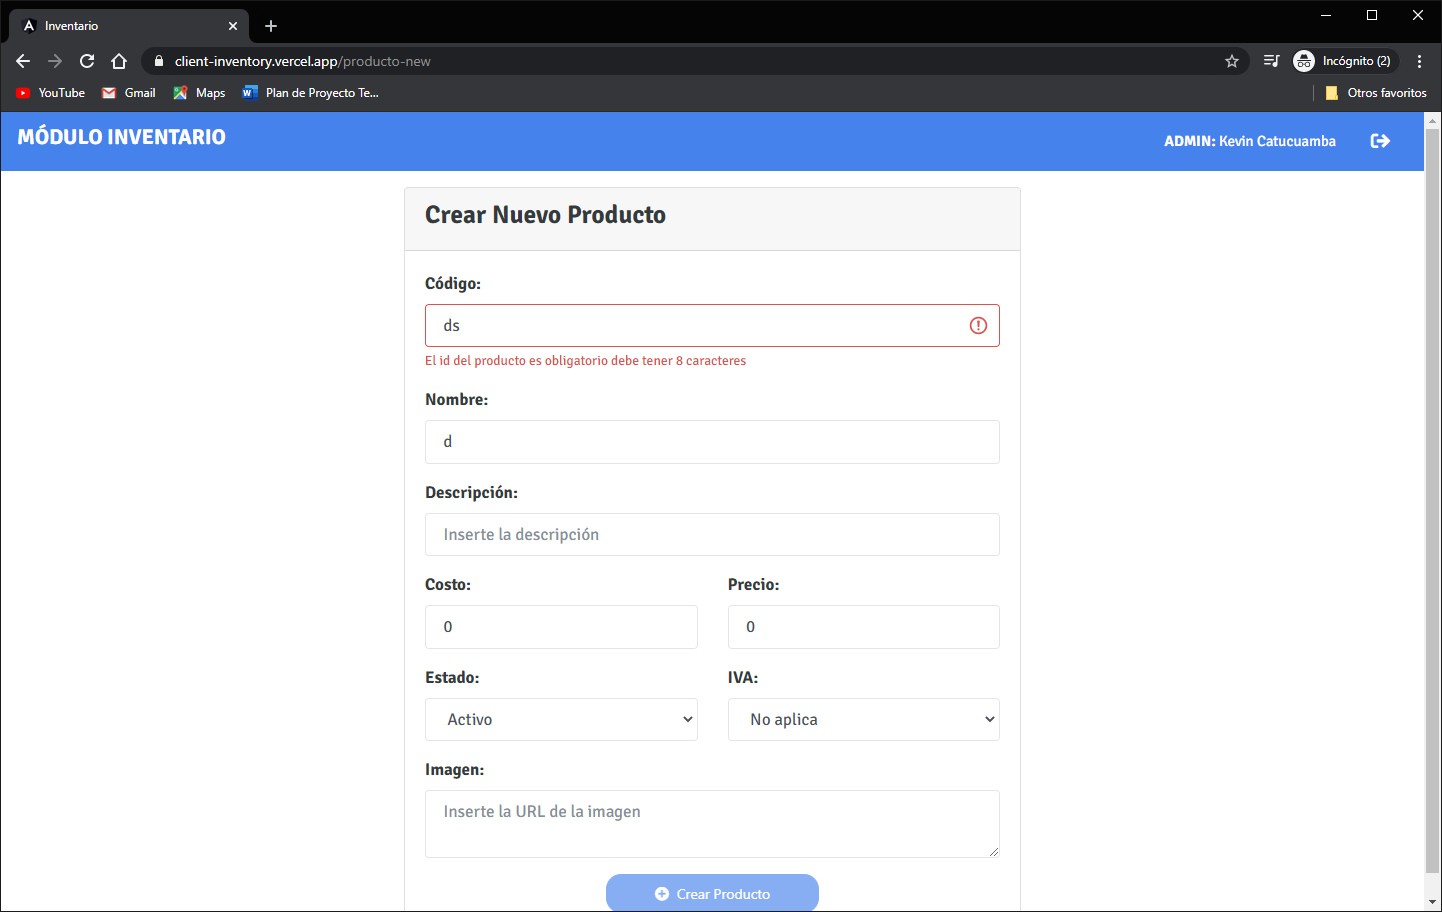 Inventario
client-inventory.vercel.app/producto-new
Incógnito (2)
YouTube Gmail Maps Plan de Proyecto Te... Otros favoritos
MÓDULO INVENTARIO
ADMIN: Kevin Catucuamba
Crear Nuevo Producto
Código:
ds
El id del producto es obligatorio debe tener 8 caracteres
Nombre:
d
Descripción:
Inserte la descripción
Costo: Precio:
0 0
Estado: IVA:
Activo No aplica
Imagen:
Inserte la URL de la imagen
Crear Producto